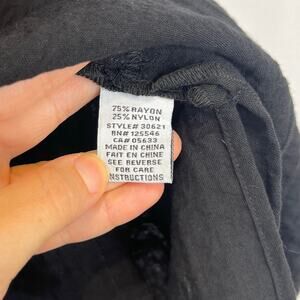 75% RAYON
25% NYLON
STYLE# 30621
RN# 125546
CA# 05633
MADE IN CHINA
FAIT EN CHINE
SEE REVERSE
FOR CARE
INSTRUCTIONS